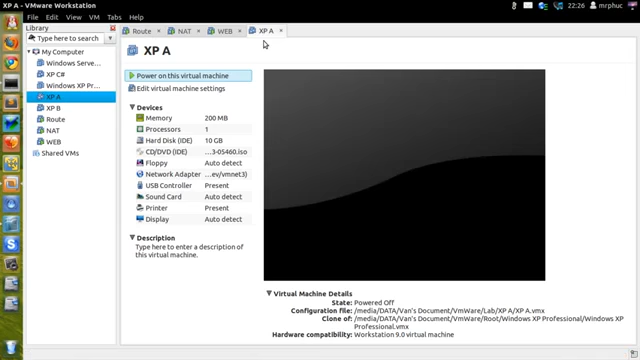 XP A - VMware Workstation
22:26
mrphuc
File Edit View VM Tabs Help
Library
Type here to search
My Computer
Windows Serve...
XP C#
Windows XP Pr...
XP A
XP B
Route
NAT
WEB
Shared VMs
Route
NAT
WEB
XP A
XP A
Power on this virtual machine
Edit virtual machine settings
Devices
Memory 200 MB
Processors 1
Hard Disk (IDE) 10 GB
CD/DVD (IDE) ...3-05460.iso
Floppy Auto detect
Network Adapter ...ev/vmnet3)
USB Controller Present
Sound Card Auto detect
Printer Present
Display Auto detect
Description
Type here to enter a description of
this virtual machine.
Virtual Machine Details
State: Powered Off
Configuration file: /media/DATA/Van's Document/VmWare/Lab/XP A/XP A.vmx
Clone of: /media/DATA/Van's Document/VmWare/Root/Windows XP Professional/Windows XP
Professional.vmx
Hardware compatibility: Workstation 9.0 virtual machine